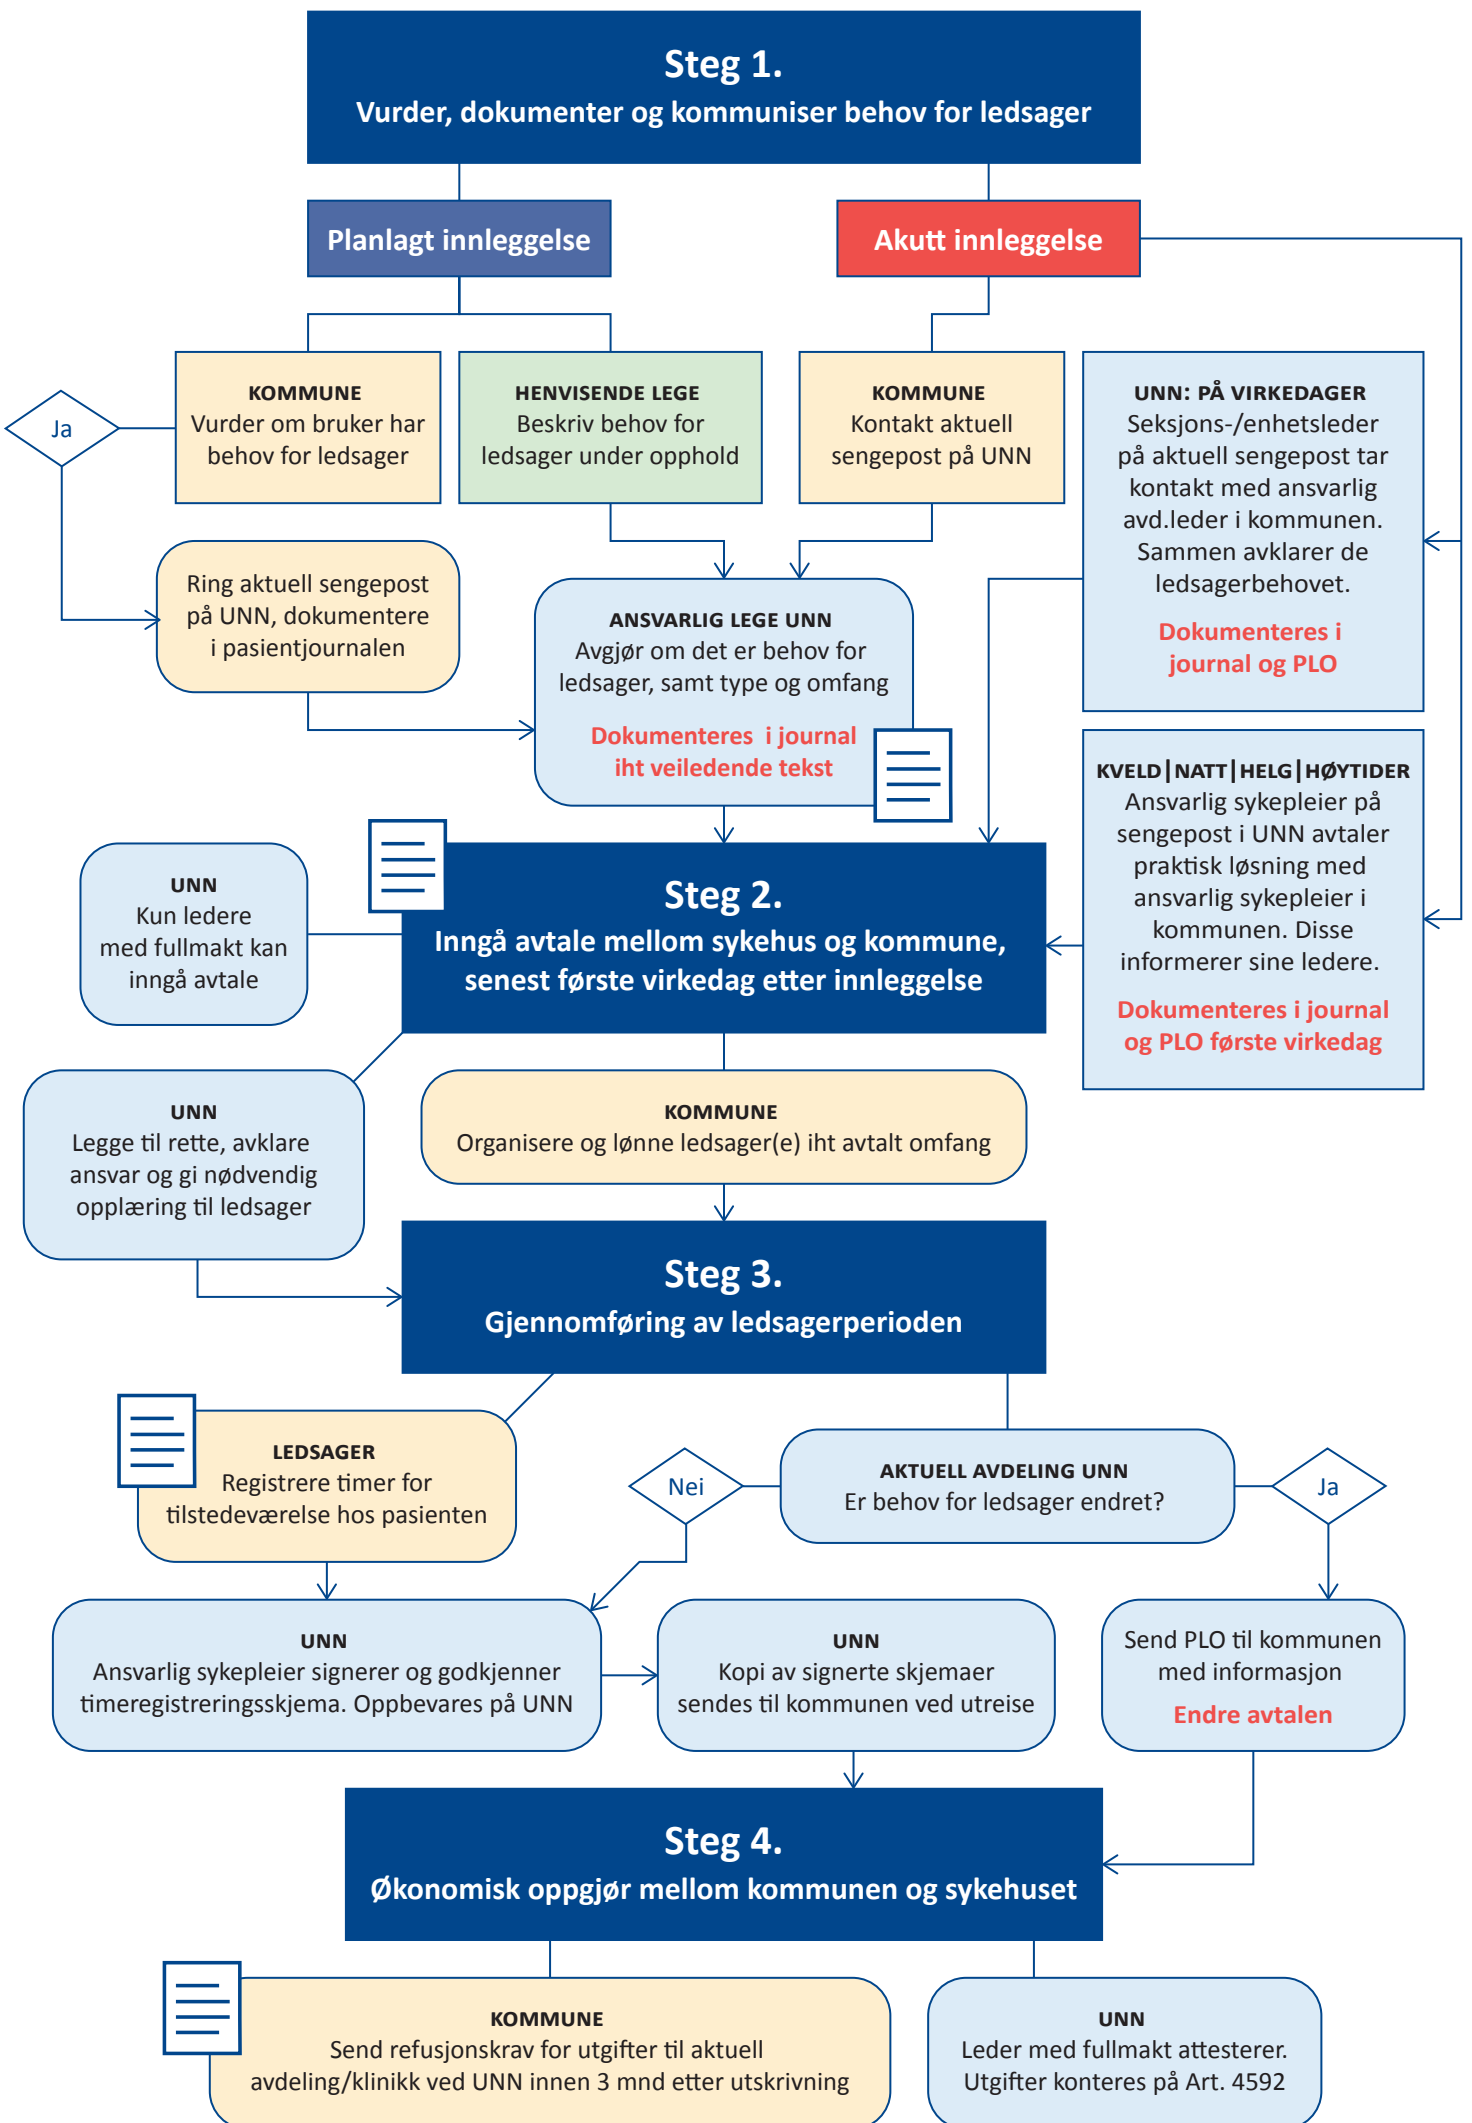 Steg 1.
Vurder, dokumenter og kommuniser behov for ledsager
Planlagt innleggelse
Akutt innleggelse
Ja
KOMMUNE
Vurder om bruker har
behov for ledsager
HENVISENDE LEGE
Beskriv behov for
ledsager under opphold
KOMMUNE
Kontakt aktuell
sengepost på UNN
UNN: PÅ VIRKEDAGER
Seksjons-/enhetsleder
på aktuell sengepost tar
kontakt med ansvarlig
avd.leder i kommunen.
Sammen avklarer de
ledsagerbehovet.
Dokumenteres i
journal og PLO
Ring aktuell sengepost
på UNN, dokumentere
i pasientjournalen
ANSVARLIG LEGE UNN
Avgjør om det er behov for
ledsager, samt type og omfang
Dokumenteres i journal
iht veiledende tekst
KVELD|NATT|HELG|HØYTIDER
Ansvarlig sykepleier på
sengepost i UNN avtaler
praktisk løsning med
ansvarlig sykepleier i
kommunen. Disse
informerer sine ledere.
Dokumenteres i journal
og PLO første virkedag
UNN
Kun ledere
med fullmakt kan
inngå avtale
Steg 2.
Inngå avtale mellom sykehus og kommune,
senest første virkedag etter innleggelse
UNN
Legge til rette, avklare
ansvar og gi nødvendig
opplæring til ledsager
KOMMUNE
Organisere og lønne ledsager(e) iht avtalt omfang
Steg 3.
Gjennomføring av ledsagerperioden
LEDSAGER
Registrere timer for
tilstedeværelse hos pasienten
Nei
AKTUELL AVDELING UNN
Er behov for ledsager endret?
Ja
UNN
Ansvarlig sykepleier signerer og godkjenner
timeregistreringsskjema. Oppbevares på UNN
UNN
Kopi av signerte skjemaer
sendes til kommunen ved utreise
Send PLO til kommunen
med informasjon
Endre avtalen
Steg 4.
Økonomisk oppgjør mellom kommunen og sykehuset
KOMMUNE
Send refusjonskrav for utgifter til aktuell
avdeling/klinikk ved UNN innen 3 mnd etter utskrivning
UNN
Leder med fullmakt attesterer.
Utgifter konteres på Art. 4592